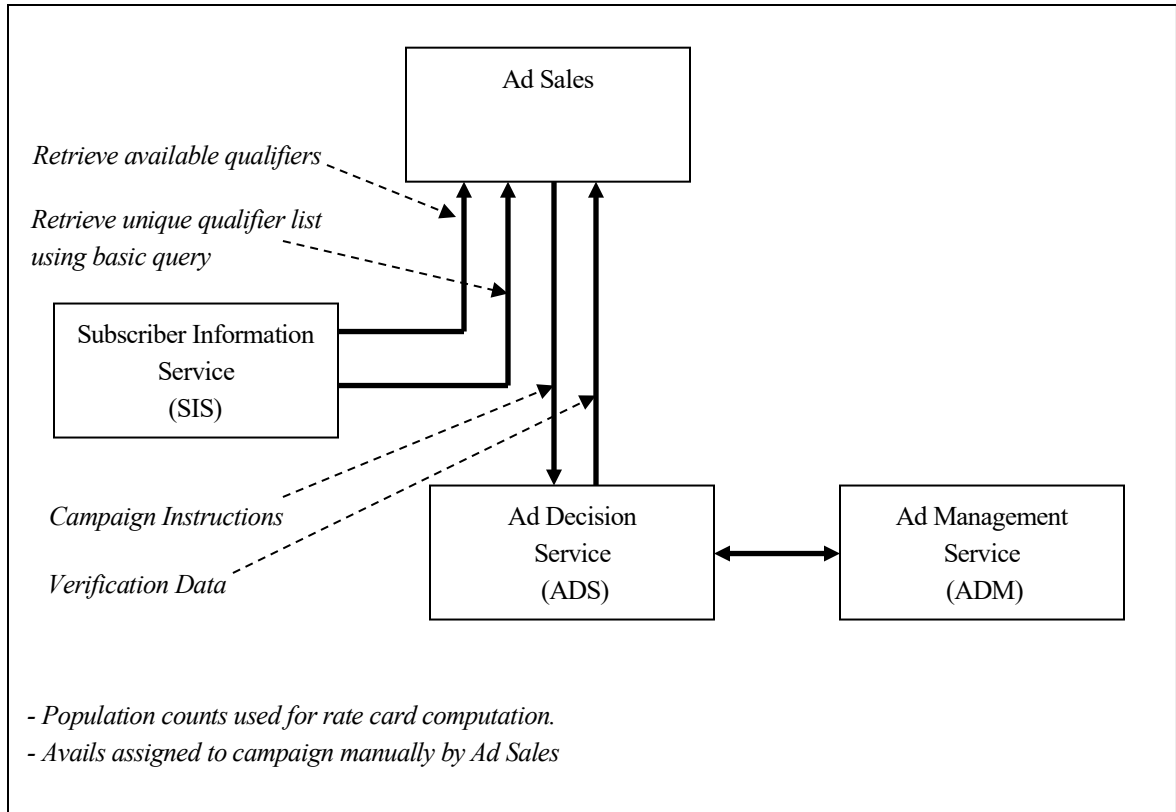 Ad Sales
Retrieve available qualifiers
Retrieve unique qualifier list
using basic query
Subscriber Information
Service
(SIS)
Campaign Instructions
Verification Data
Ad Decision
Service
(ADS)
Ad Management
Service
(ADM)
- Population counts used for rate card computation.
- Avails assigned to campaign manually by Ad Sales